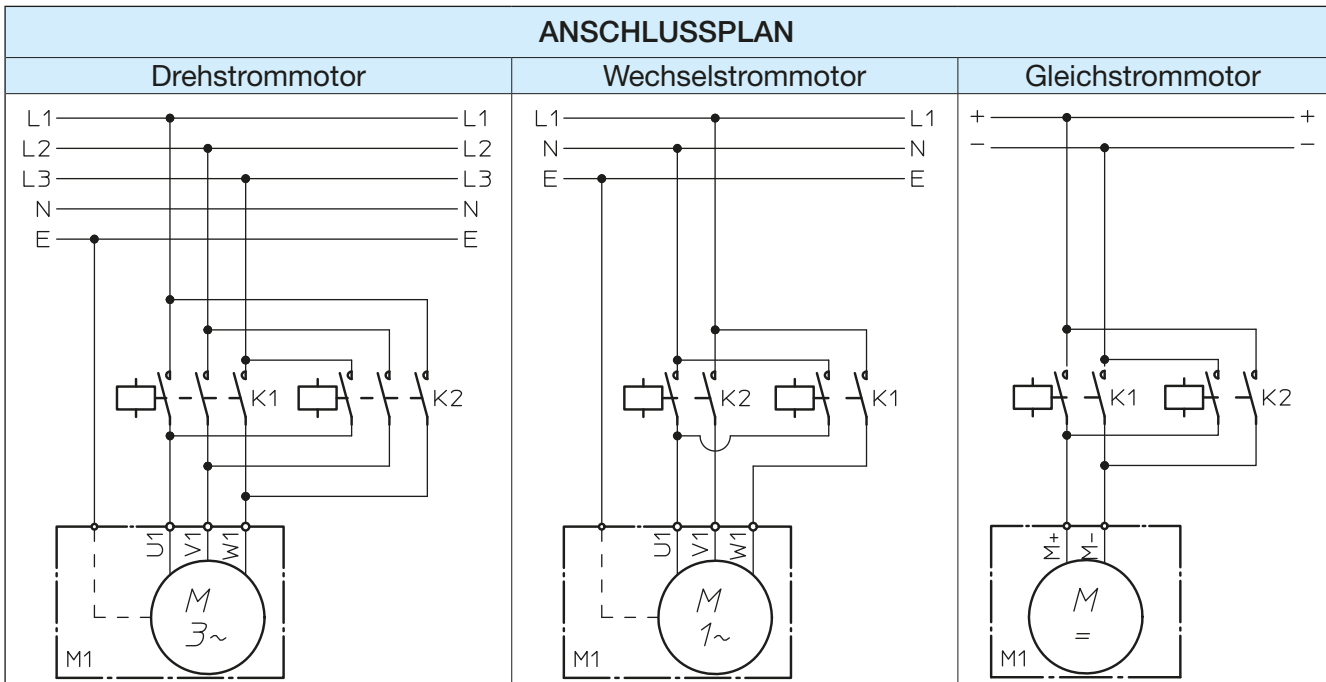 ANSCHLUSSPLAN
Drehstrommotor
L1 L1
L2 L2
L3 L3
N N
E E
K1 K2
U1 V1 W1
M
3~
M1
Wechselstrommotor
L1 L1
N N
E E
K2 K1
U1 V1 W1
M
1~
M1
Gleichstrommotor
+ +
− −
K1 K2
M+ M-
M
=
M1